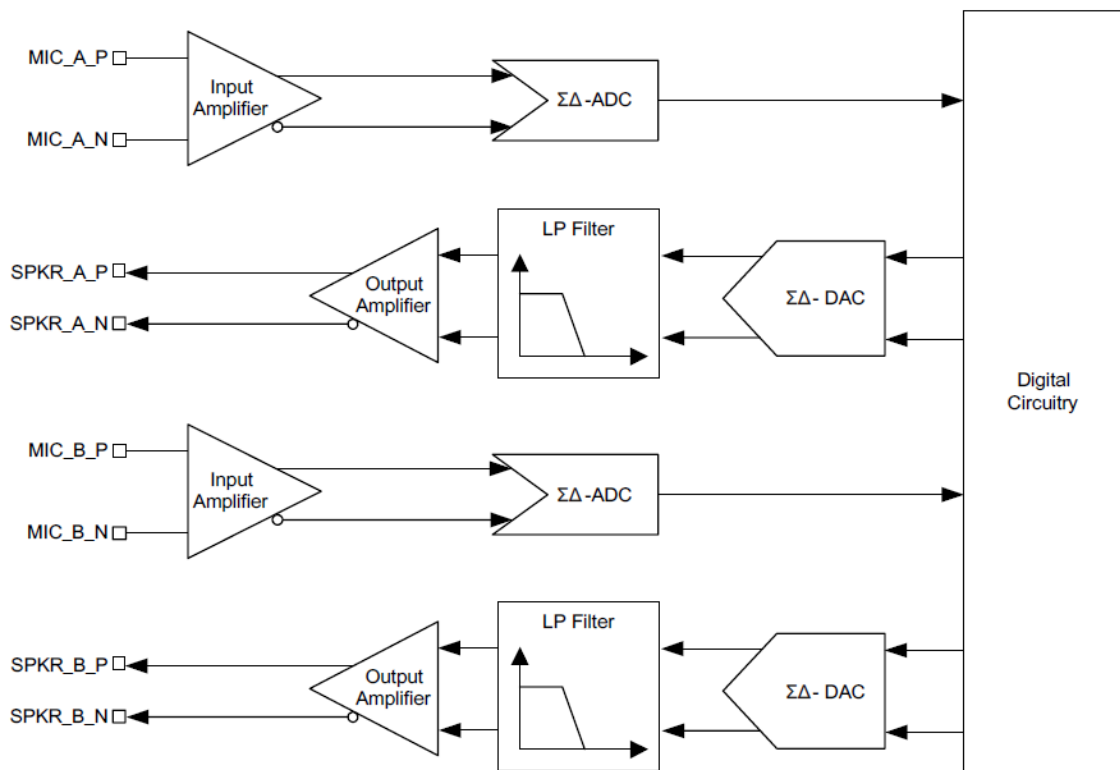 MIC_A_P
Input
Amplifier
ΣΔ-ADC
MIC_A_N
LP Filter
SPKR_A_P
Output
Amplifier
ΣΔ- DAC
SPKR_A_N
Digital
Circuitry
MIC_B_P
Input
Amplifier
ΣΔ-ADC
MIC_B_N
LP Filter
SPKR_B_P
Output
Amplifier
ΣΔ- DAC
SPKR_B_N